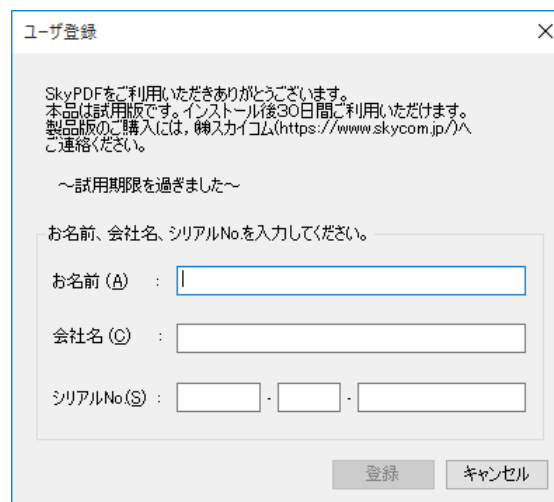 ユーザ登録
SkyPDFをご利用いただきありがとうございます。
本品は試用版です。インストール後30日間ご利用いただけます。
製品版のご購入には，㈱スカイコム(https://www.skycom.jp/)へ
ご連絡ください。
～試用期限を過ぎました～
お名前、会社名、シリアルNo.を入力してください。
お名前(A) :
会社名(C) :
シリアルNo.(S) : - -
登録 キャンセル